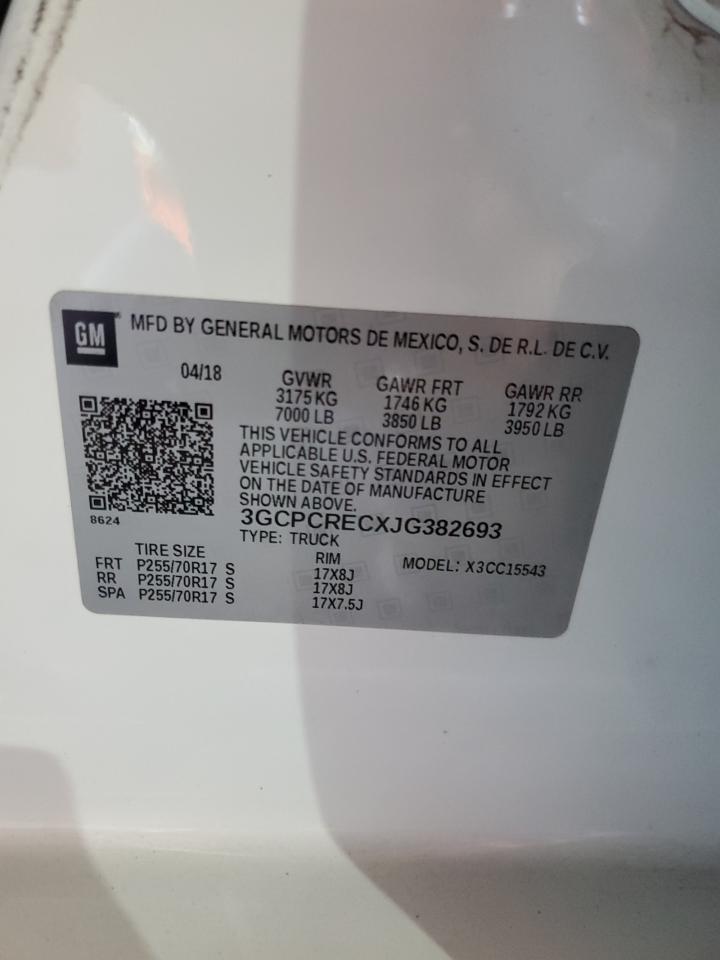 GM MFD BY GENERAL MOTORS DE MEXICO, S. DE R.L. DE C.V.
04/18
GVWR GAWR FRT GAWR RR
3175 KG 1746 KG 1792 KG
7000 LB 3850 LB 3950 LB
THIS VEHICLE CONFORMS TO ALL
APPLICABLE U.S. FEDERAL MOTOR
VEHICLE SAFETY STANDARDS IN EFFECT
ON THE DATE OF MANUFACTURE
SHOWN ABOVE.
8624
3GCPCRECXJG382693
TYPE: TRUCK
TIRE SIZE RIM MODEL: X3CC15543
FRT P255/70R17 S 17X8J
RR P255/70R17 S 17X8J
SPA P255/70R17 S 17X7.5J